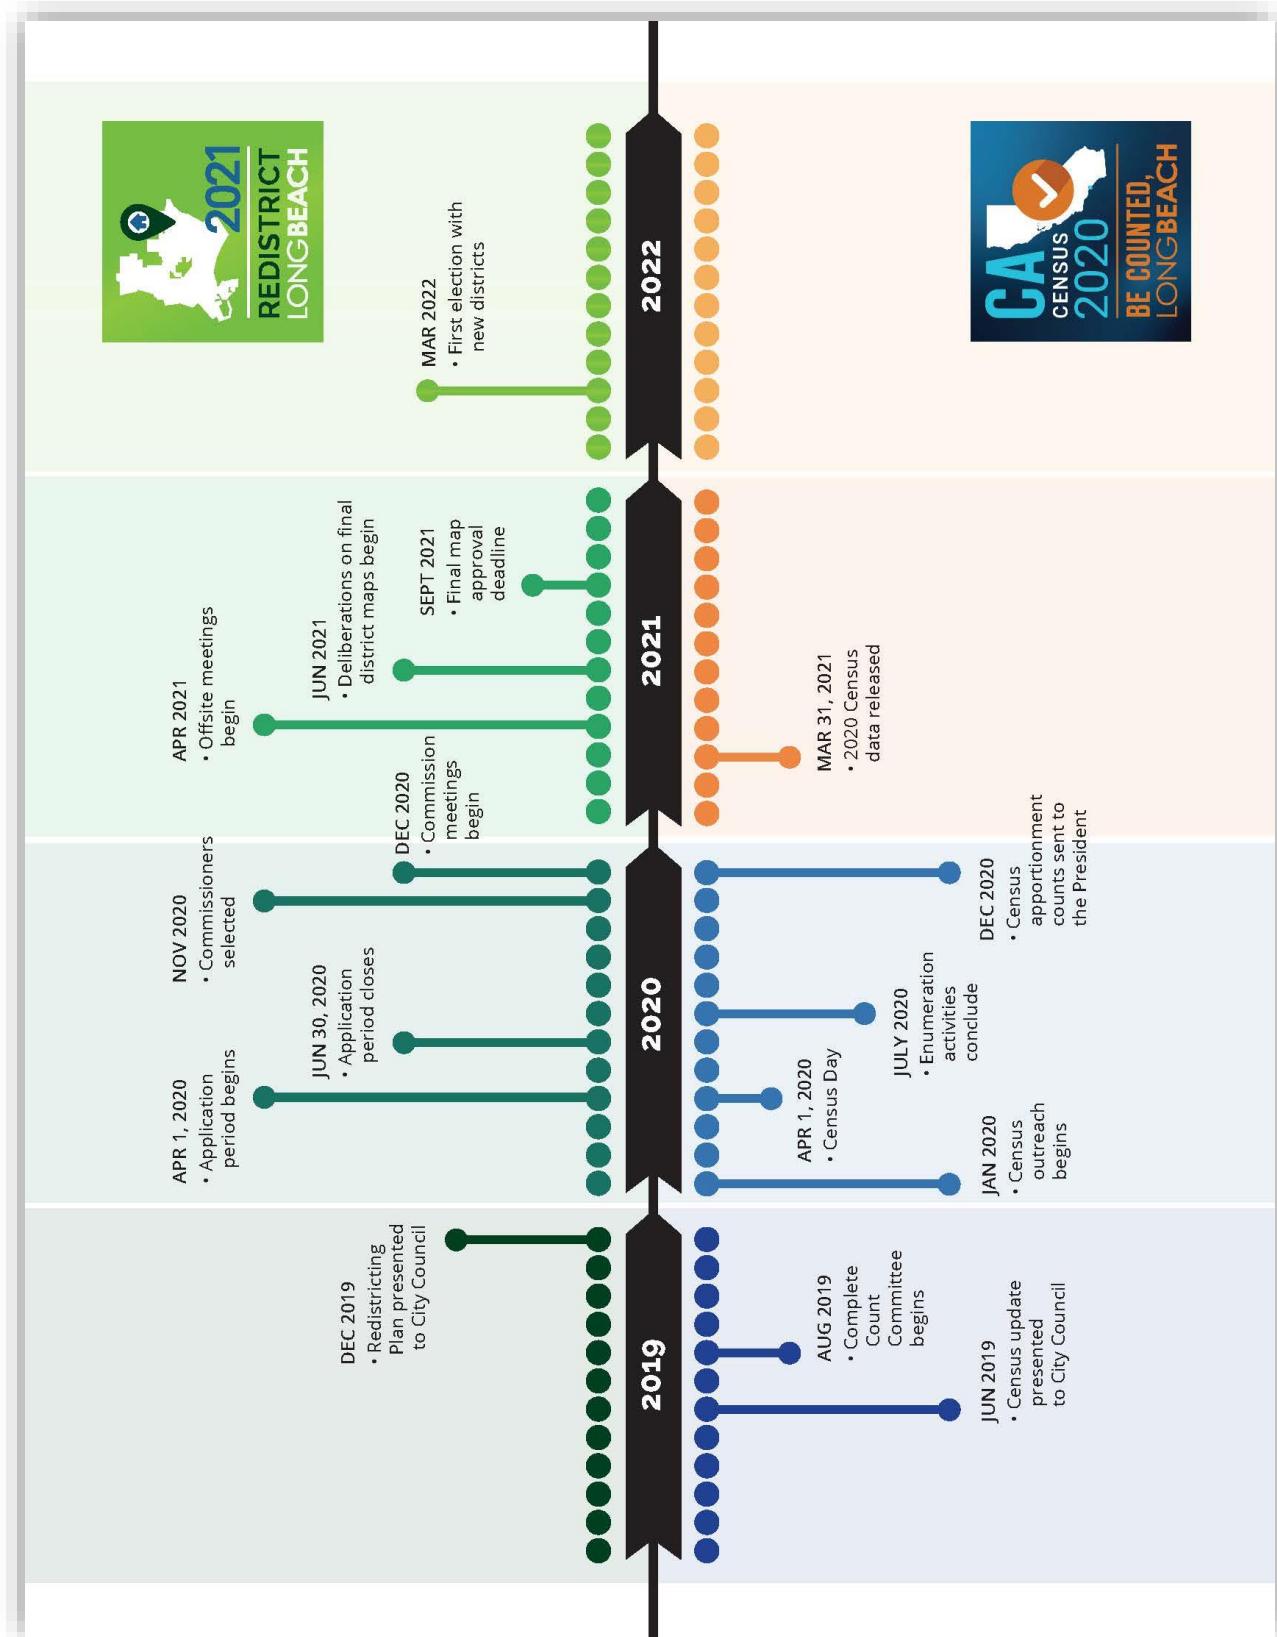 DEC 2019
• Redistricting
Plan presented
to City Council
APR 1, 2020
• Application
period begins
JUN 30, 2020
• Application
period closes
NOV 2020
• Commissioners
selected
DEC 2020
• Commission
meetings
begin
APR 2021
• Offsite meetings
begin
JUN 2021
• Deliberations on final
district maps begin
SEPT 2021
• Final map
approval
deadline
MAR 2022
• First election with
new districts
2021
REDISTRICT
LONGBEACH
2019
2020
2021
2022
JUN 2019
• Census update
presented
to City Council
AUG 2019
• Complete
Count
Committee
begins
JAN 2020
• Census
outreach
begins
APR 1, 2020
• Census Day
JULY 2020
• Enumeration
activities
conclude
DEC 2020
• Census
apportionment
counts sent to
the President
MAR 31, 2021
• 2020 Census
data released
CA
CENSUS
2020
BE COUNTED,
LONGBEACH